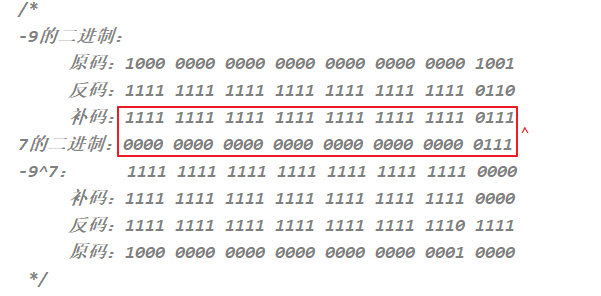 /*
-9的二进制：
原码：1000 0000 0000 0000 0000 0000 0000 1001
反码：1111 1111 1111 1111 1111 1111 1111 0110
补码：1111 1111 1111 1111 1111 1111 1111 0111
^
7的二进制：0000 0000 0000 0000 0000 0000 0000 0111
-9^7： 1111 1111 1111 1111 1111 1111 1111 0000
补码：1111 1111 1111 1111 1111 1111 1111 0000
反码：1111 1111 1111 1111 1111 1111 1110 1111
原码：1000 0000 0000 0000 0000 0000 0001 0000
*/